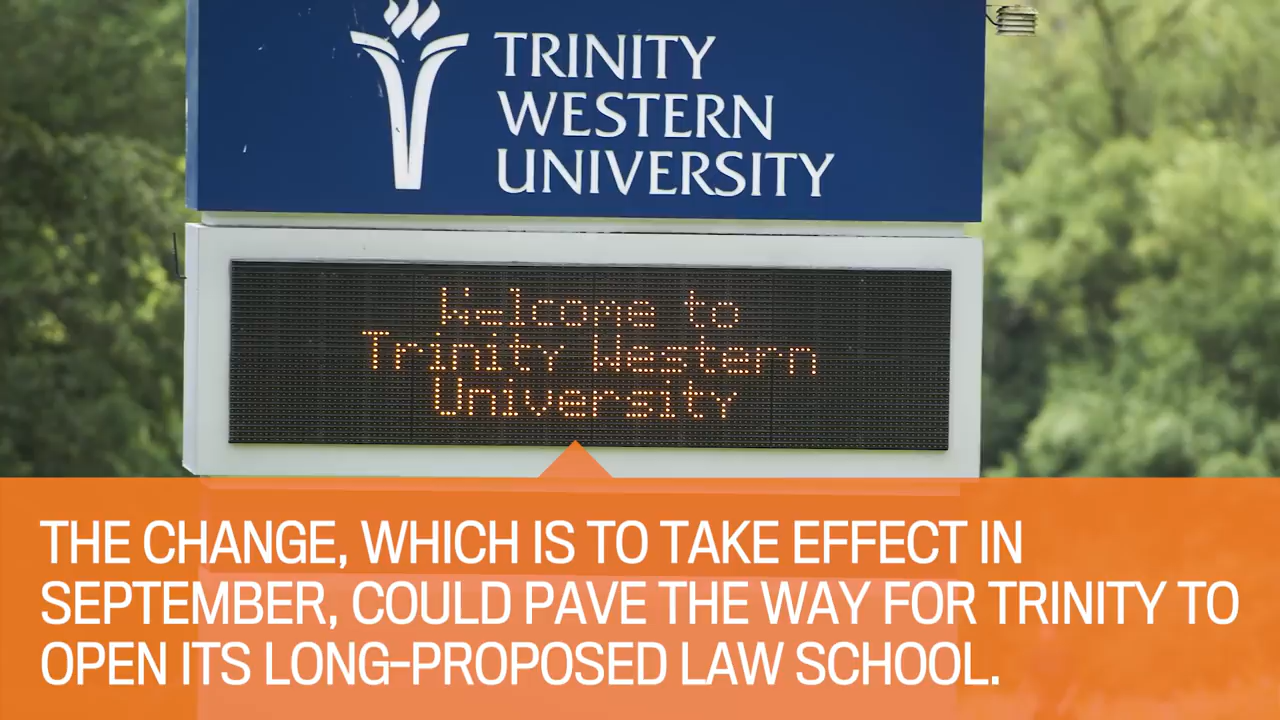 TRINITY
WESTERN
UNIVERSITY
Welcome to
Trinity Western
University
THE CHANGE, WHICH IS TO TAKE EFFECT IN
SEPTEMBER, COULD PAVE THE WAY FOR TRINITY TO
OPEN ITS LONG-PROPOSED LAW SCHOOL.